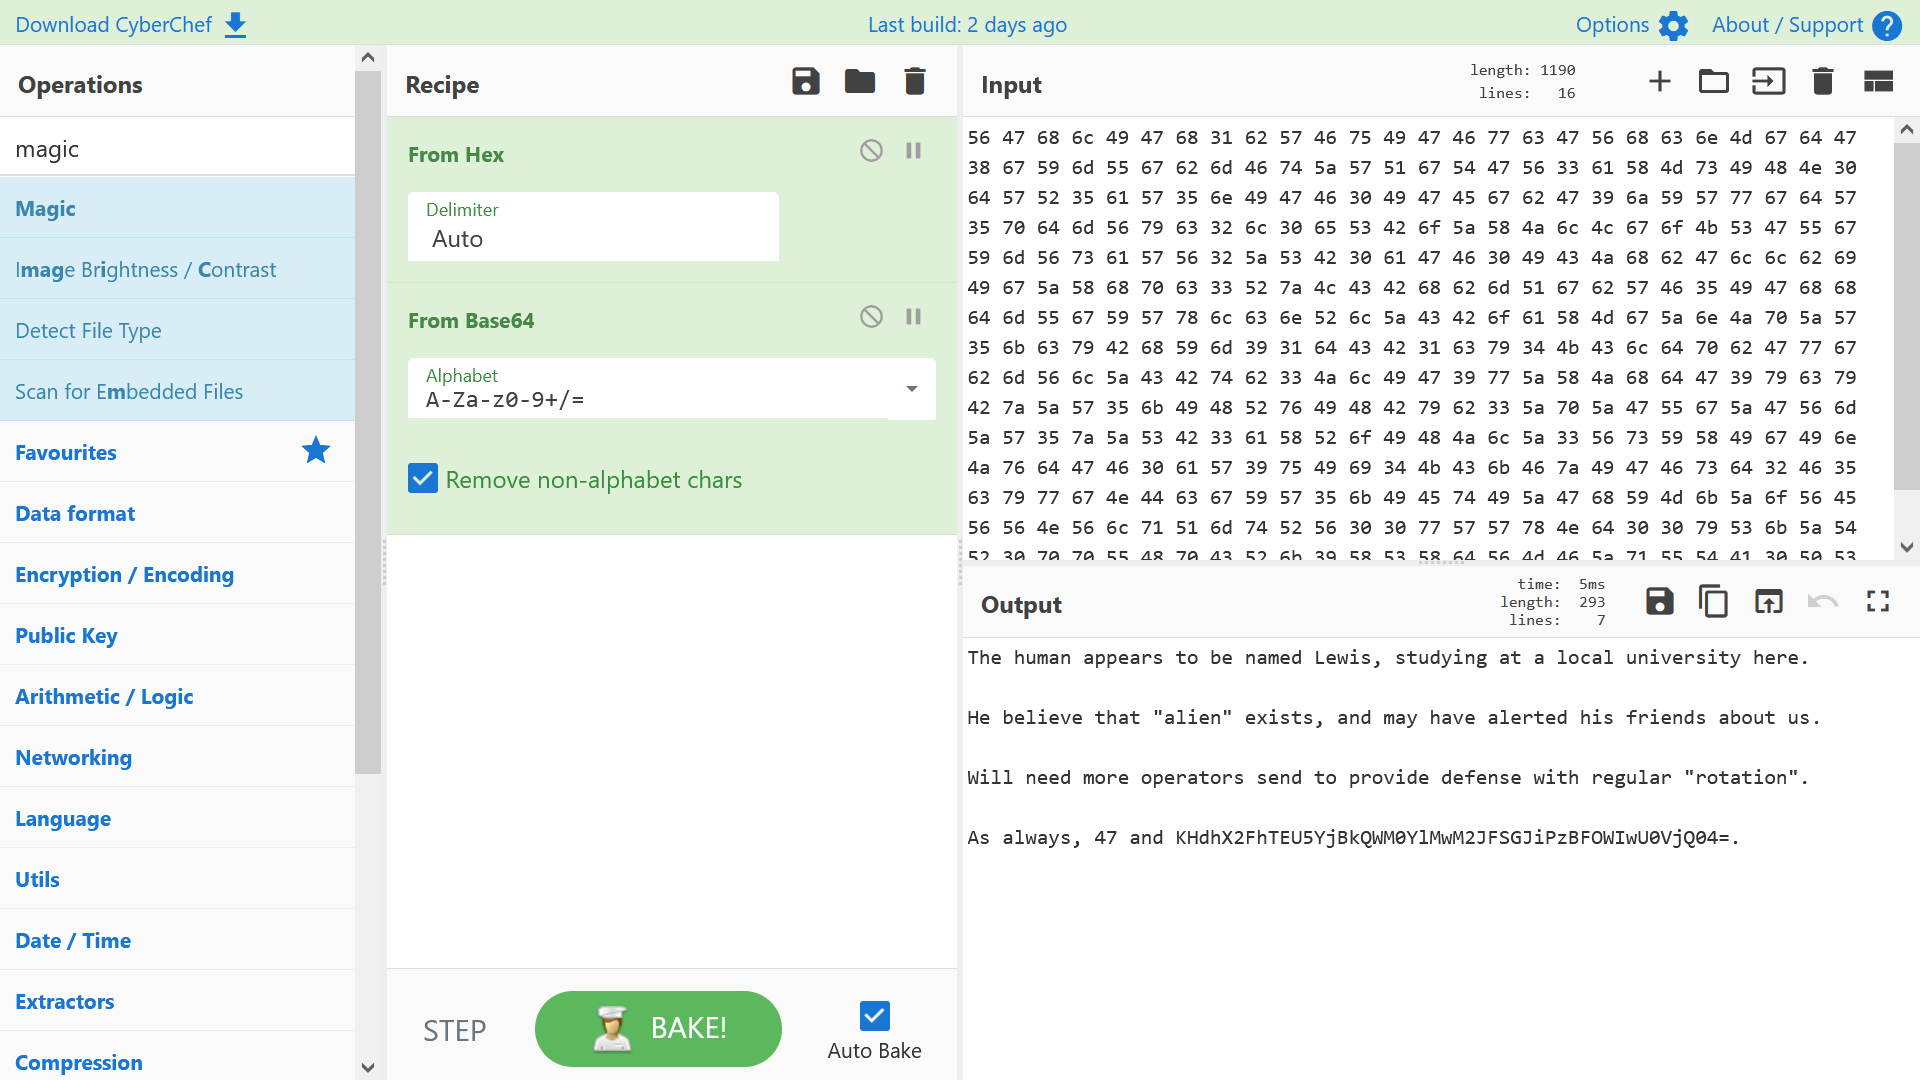 Download CyberChef
Last build: 2 days ago
Options
About / Support
Operations
magic
Magic
Image Brightness / Contrast
Detect File Type
Scan for Embedded Files
Favourites
Data format
Encryption / Encoding
Public Key
Arithmetic / Logic
Networking
Language
Utils
Date / Time
Extractors
Compression
Recipe
From Hex
Delimiter
Auto
From Base64
Alphabet
A-Za-z0-9+/=
Remove non-alphabet chars
STEP
BAKE!
Auto Bake
Input
length: 1190
lines: 16
56 47 68 6c 49 47 68 31 62 57 46 75 49 47 46 77 63 47 56 68 63 6e 4d 67 64 47
38 67 59 6d 55 67 62 6d 46 74 5a 57 51 67 54 47 56 33 61 58 4d 73 49 48 4e 30
64 57 52 35 61 57 35 6e 49 47 46 30 49 47 45 67 62 47 39 6a 59 57 77 67 64 57
35 70 64 6d 56 79 63 32 6c 30 65 53 42 6f 5a 58 4a 6c 4c 67 6f 4b 53 47 55 67
59 6d 56 73 61 57 56 32 5a 53 42 30 61 47 46 30 49 43 4a 68 62 47 6c 6c 62 69
49 67 5a 58 68 70 63 33 52 7a 4c 43 42 68 62 6d 51 67 62 57 46 35 49 47 68 68
64 6d 55 67 59 57 78 6c 63 6e 52 6c 5a 43 42 6f 61 58 4d 67 5a 6e 4a 70 5a 57
35 6b 63 79 42 68 59 6d 39 31 64 43 42 31 63 79 34 4b 43 6c 64 70 62 47 77 67
62 6d 56 6c 5a 43 42 74 62 33 4a 6c 49 47 39 77 5a 58 4a 68 64 47 39 79 63 79
42 7a 5a 57 35 6b 49 48 52 76 49 48 42 79 62 33 5a 70 5a 47 55 67 5a 47 56 6d
5a 57 35 7a 5a 53 42 33 61 58 52 6f 49 48 4a 6c 5a 33 56 73 59 58 49 67 49 6e
4a 76 64 47 46 30 61 57 39 75 49 69 34 4b 43 6b 46 7a 49 47 46 73 64 32 46 35
63 79 77 67 4e 44 63 67 59 57 35 6b 49 45 74 49 5a 47 68 59 4d 6b 5a 6f 56 45
56 56 4e 56 6c 71 51 6d 74 52 56 30 30 77 57 57 78 4e 64 30 30 79 53 6b 5a 54
52 30 70 70 55 48 70 43 52 6b 39 58 53 58 64 56 4d 46 5a 71 55 54 41 30 50 53
Output
time: 5ms
length: 293
lines: 7
The human appears to be named Lewis, studying at a local university here.
He believe that "alien" exists, and may have alerted his friends about us.
Will need more operators send to provide defense with regular "rotation".
As always, 47 and KHdhX2FhTEU5YjBkQWM0YlMwM2JFSGJiPzBFOWIwU0VjQ04=.